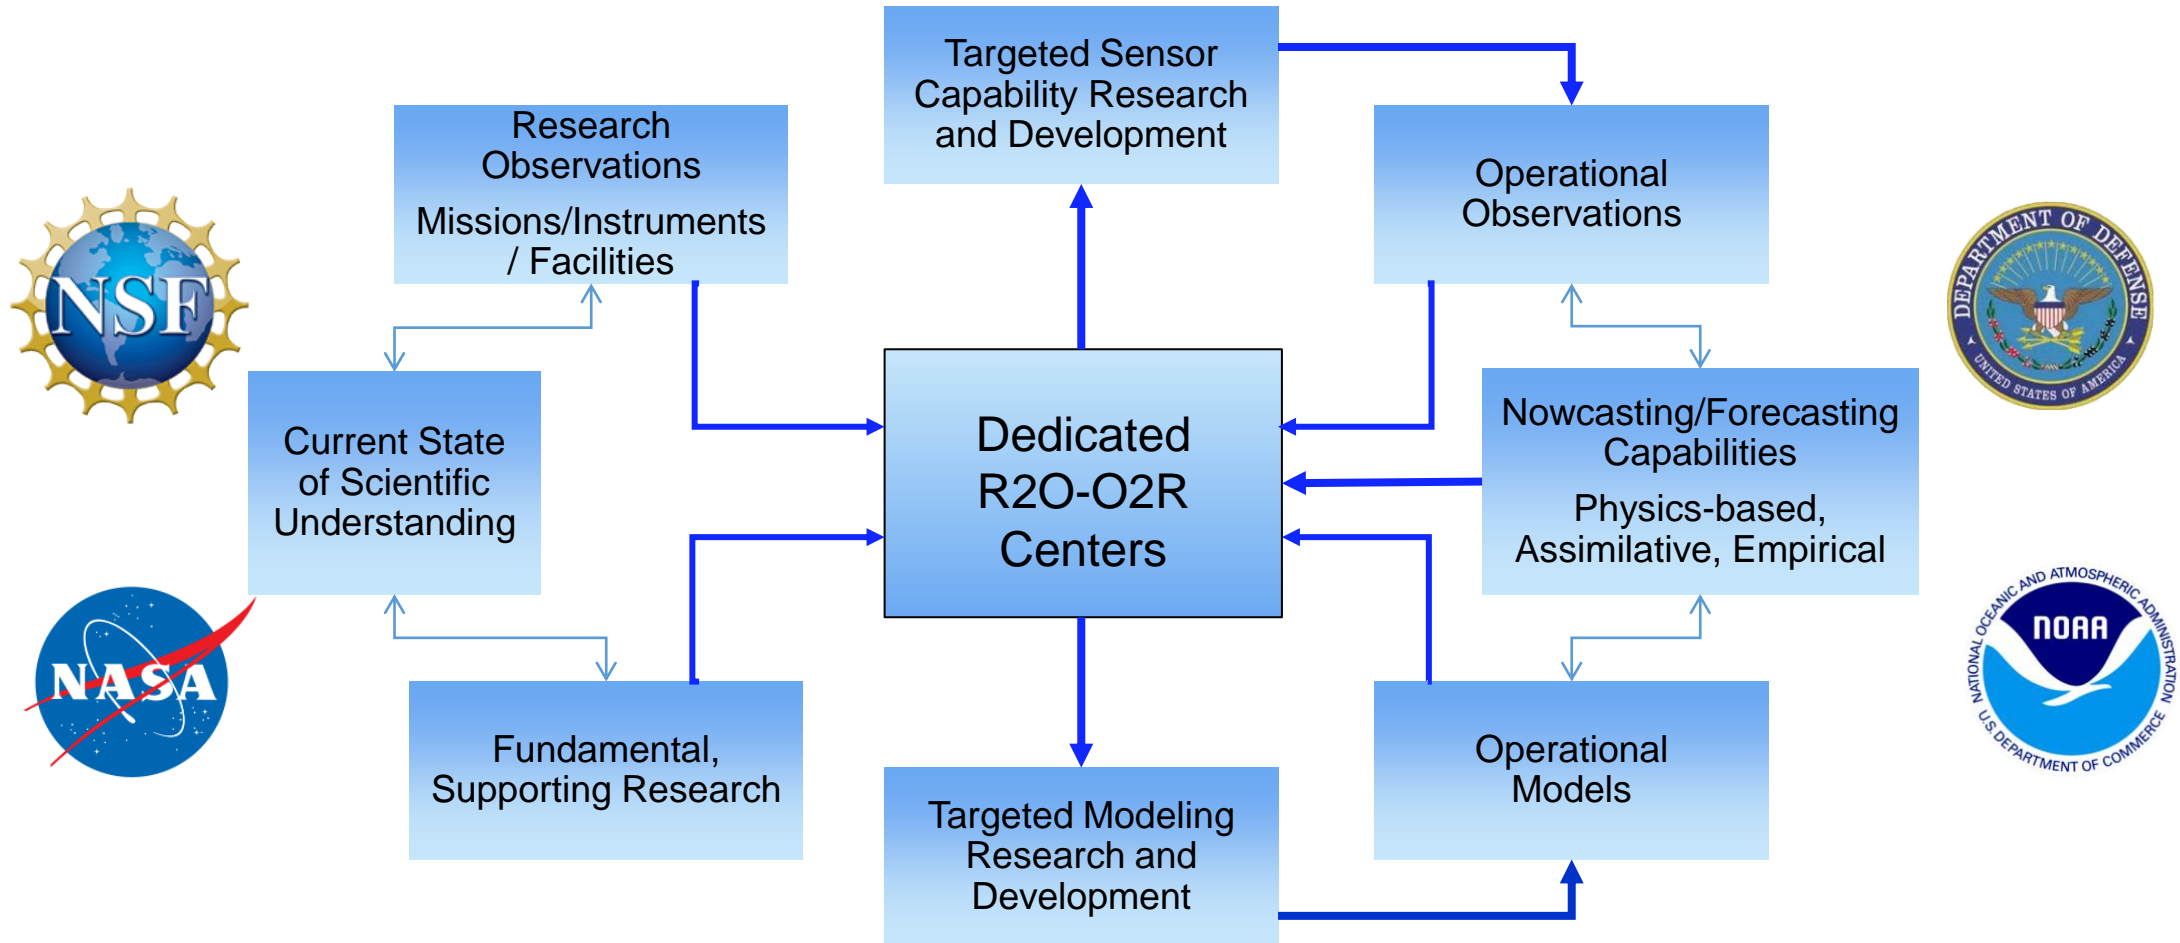 Targeted Sensor
Capability Research
and Development
Research
Observations
Missions/Instruments
/ Facilities
Operational
Observations
NSF
DEPARTMENT OF DEFENSE
UNITED STATES OF AMERICA
Current State
of Scientific
Understanding
Dedicated
R2O-O2R
Centers
Nowcasting/Forecasting
Capabilities
Physics-based,
Assimilative, Empirical
NASA
NATIONAL OCEANIC AND ATMOSPHERIC ADMINISTRATION
NOAA
U.S. DEPARTMENT OF COMMERCE
Fundamental,
Supporting Research
Operational
Models
Targeted Modeling
Research and
Development